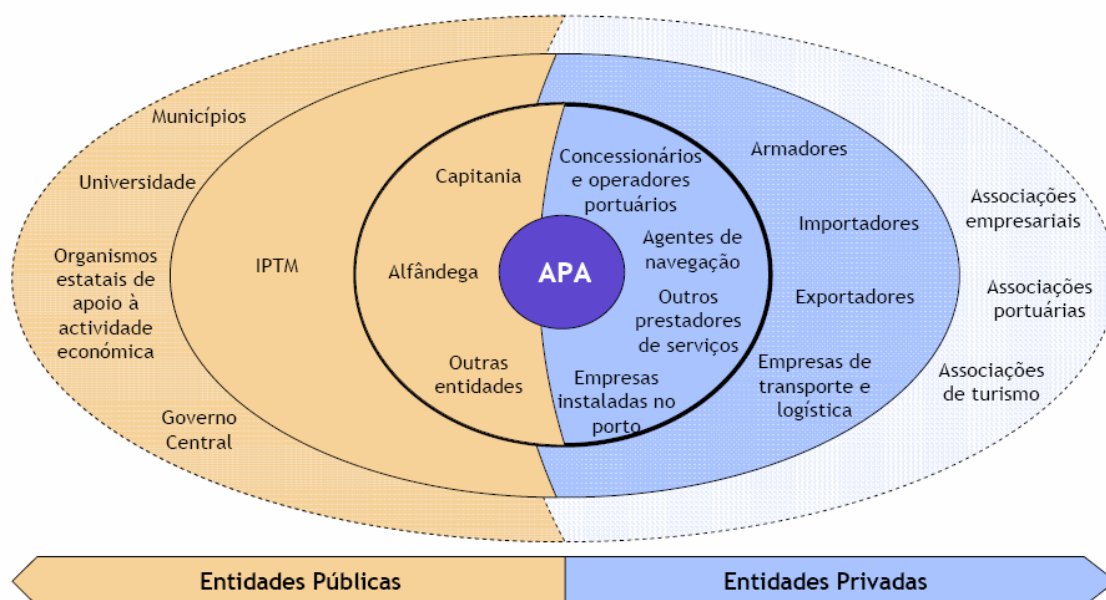 Municípios
Universidade
Organismos
estatais de
apoio à
actividade
económica
Governo
Central
IPTM
Capitania
Alfândega
Outras
entidades
APA
Concessionários
e operadores
portuários
Agentes de
navegação
Outros
prestadores
de serviços
Empresas
instaladas no
porto
Armadores
Importadores
Exportadores
Empresas de
transporte e
logística
Associações
empresariais
Associações
portuárias
Associações
de turismo
Entidades Públicas
Entidades Privadas